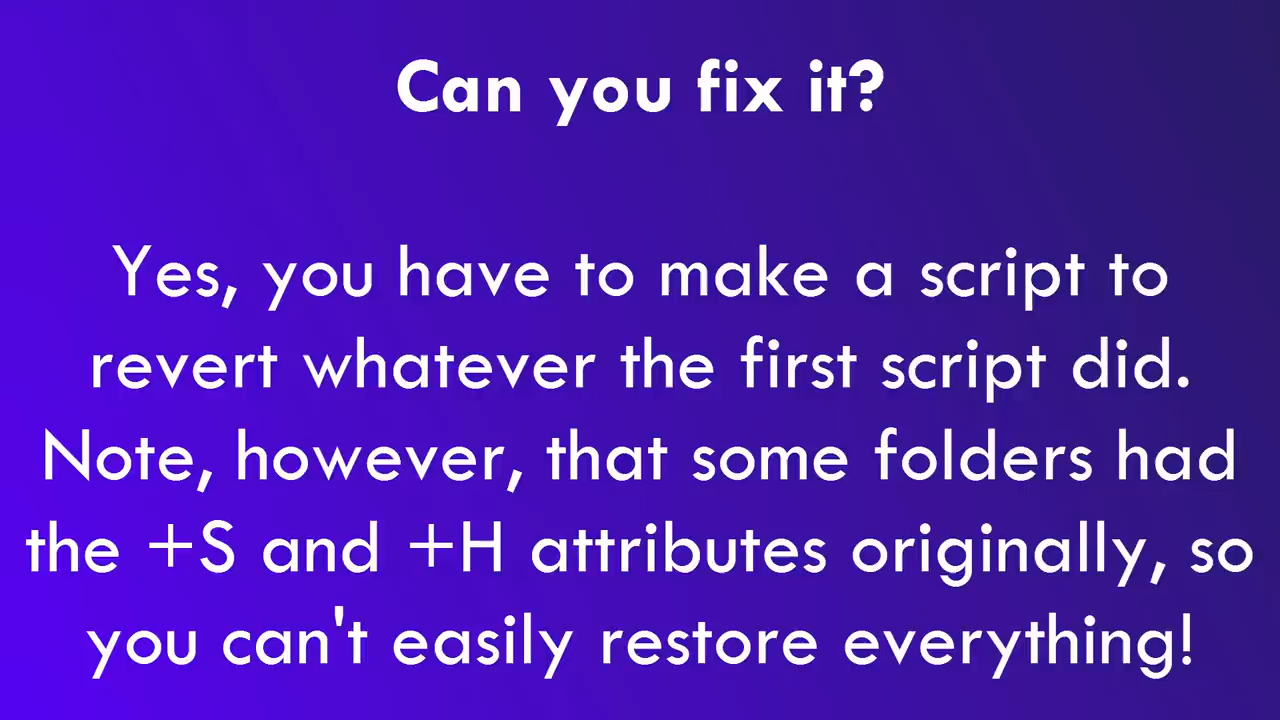 Can you fix it?
Yes, you have to make a script to
revert whatever the first script did.
Note, however, that some folders had
the +S and +H attributes originally, so
you can't easily restore everything!